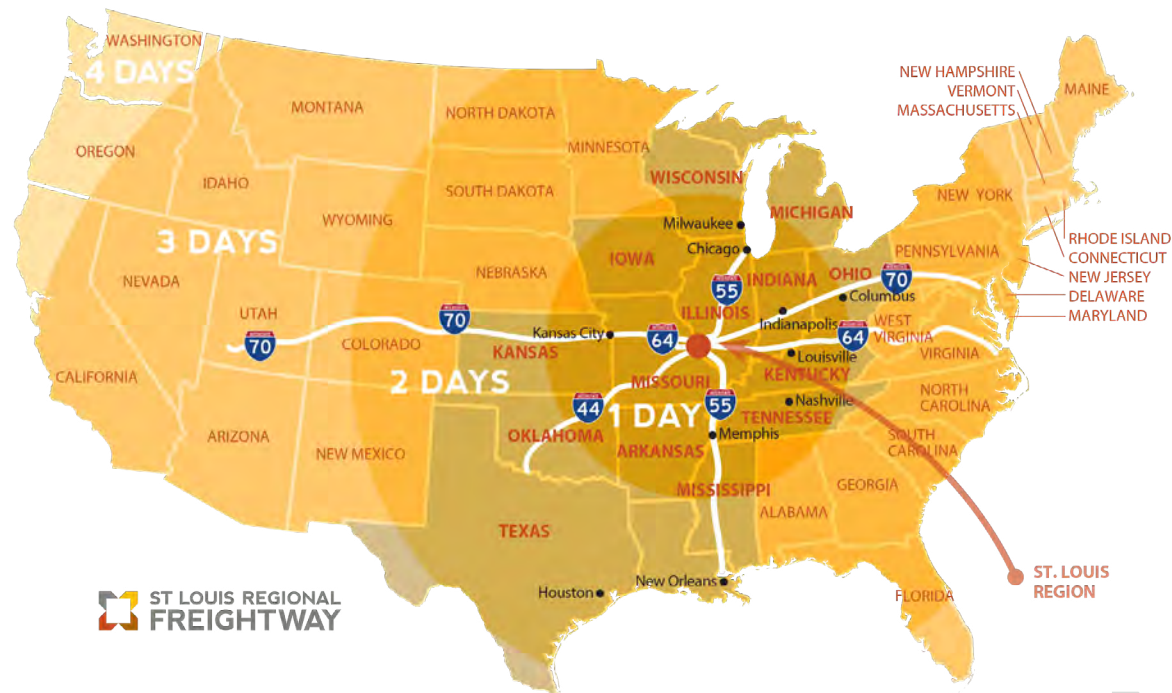 WASHINGTON
4 DAYS
MONTANA
NORTH DAKOTA
MINNESOTA
OREGON
IDAHO
SOUTH DAKOTA
WYOMING
WISCONSIN
MICHIGAN
NEW HAMPSHIRE
VERMONT
MASSACHUSETTS
MAINE
NEW YORK
Milwaukee
Chicago
3 DAYS
NEVADA
NEBRASKA
IOWA
INDIANA
OHIO
PENNSYLVANIA
RHODE ISLAND
CONNECTICUT
NEW JERSEY
DELAWARE
MARYLAND
70
55
Columbus
UTAH
ILLINOIS
Indianapolis
70
70
COLORADO
KANSAS
Kansas City
64
64
WEST
VIRGINIA
VIRGINIA
Louisville
KENTUCKY
CALIFORNIA
2 DAYS
MISSOURI
44
1 DAY
55
Nashville
TENNESSEE
NORTH
CAROLINA
ARIZONA
NEW MEXICO
OKLAHOMA
Memphis
ARKANSAS
SOUTH
CAROLINA
MISSISSIPPI
ALABAMA
GEORGIA
TEXAS
Houston
New Orleans
FLORIDA
ST. LOUIS
REGION
ST LOUIS REGIONAL
FREIGHTWAY